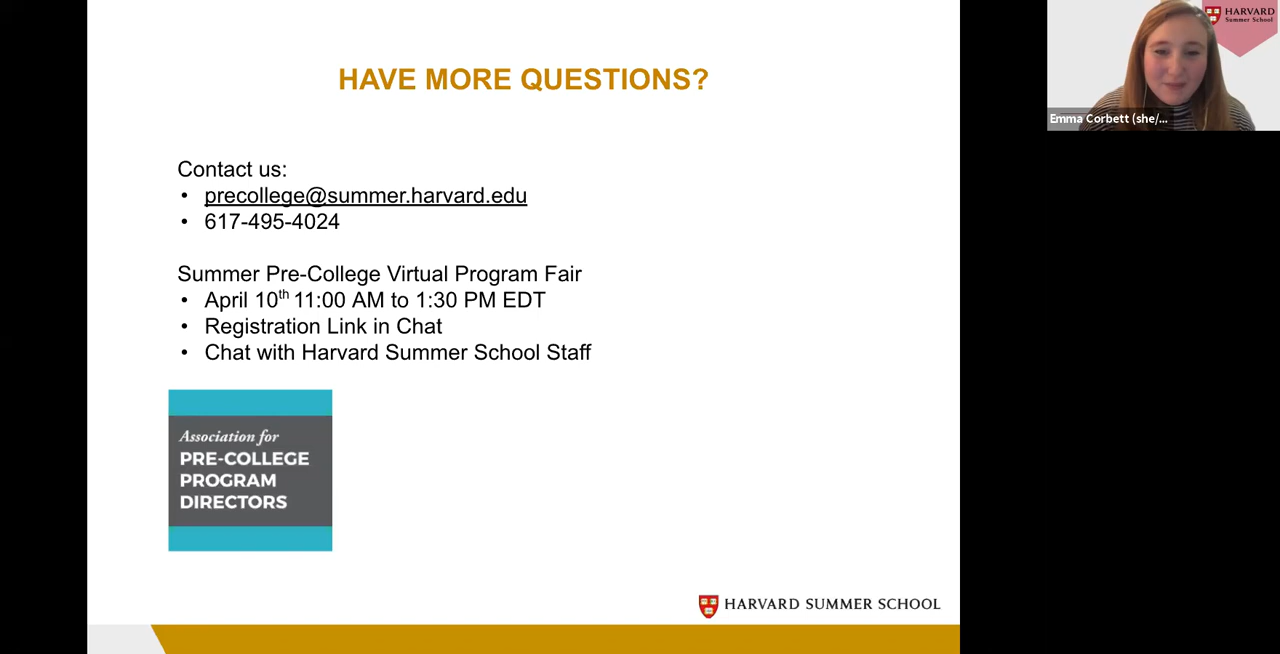 HAVE MORE QUESTIONS?
Contact us:
• precollege@summer.harvard.edu
• 617-495-4024
Summer Pre-College Virtual Program Fair
• April 10th 11:00 AM to 1:30 PM EDT
• Registration Link in Chat
• Chat with Harvard Summer School Staff
Association for
PRE-COLLEGE
PROGRAM
DIRECTORS
HARVARD SUMMER SCHOOL
HARVARD
Summer School
Emma Corbett (she/...